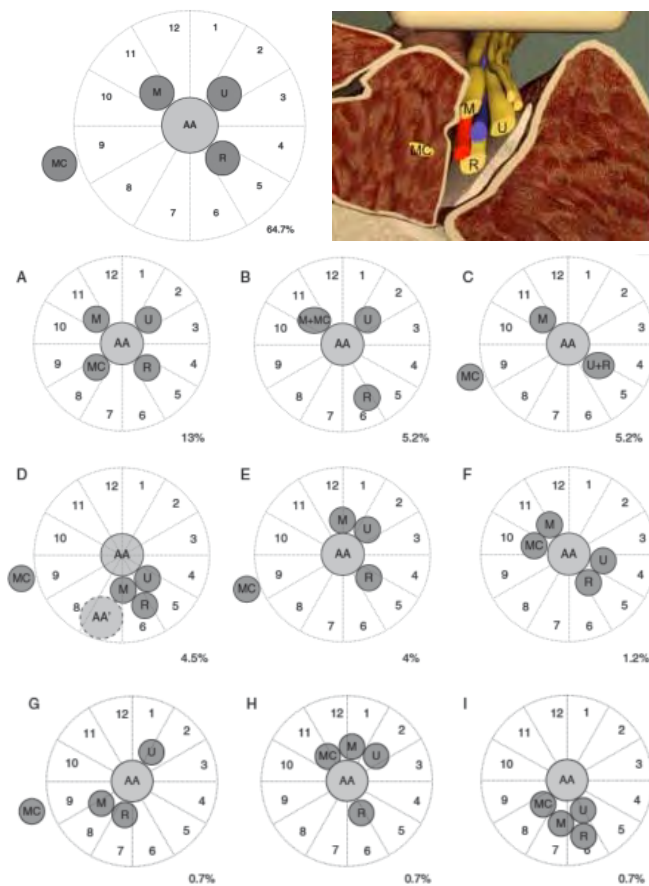 12 1
11 2
M U
10 3
AA
9 4
MC R
8 5
7 6
64.7%
M
U
MC
R
A
12 1
11 2
M U
10 3
AA
9 4
MC R
8 5
7 6
13%
B
12 1
11 2
M+MC U
10 3
AA
9 4
8 5
R
7 6
5.2%
C
12 1
11 2
M
10 3
AA
9 4
MC U+R
8 5
7 6
5.2%
D
12 1
11 2
10 3
AA
9 4
MC U
M
8 5
R
AA'
7 6
4.5%
E
12 1
11 2
M U
10 3
AA
9 4
MC R
8 5
7 6
4%
F
12 1
11 2
M
10 3
MC AA U
9 4
R
8 5
7 6
1.2%
G
12 1
11 2
U
10 3
AA
9 4
MC M R
8 5
7 6
0.7%
H
12 1
11 2
MC M U
10 3
AA
9 4
R
8 5
7 6
0.7%
I
12 1
11 2
10 3
AA
9 4
MC U
M
8 5
R
7 6
0.7%